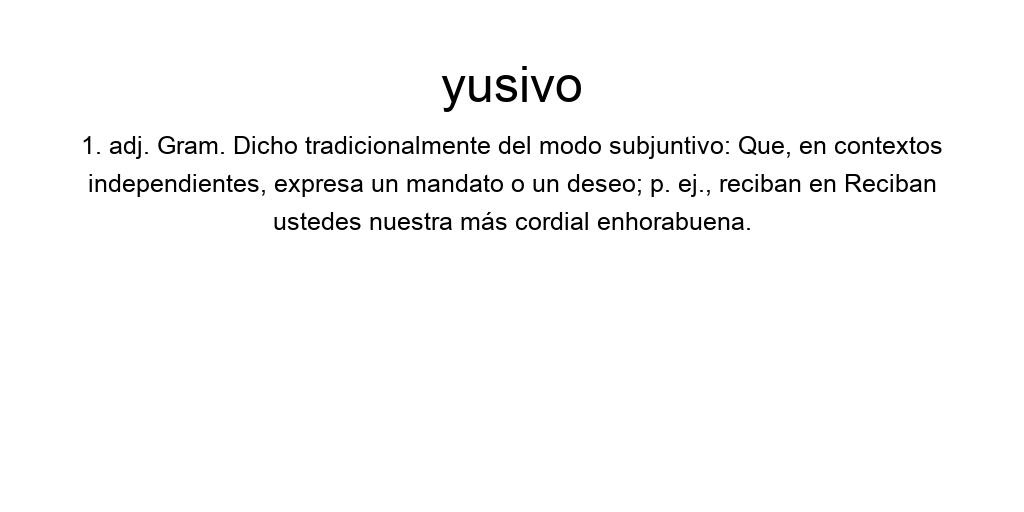 yusivo
1. adj. Gram. Dicho tradicionalmente del modo subjuntivo: Que, en contextos
independientes, expresa un mandato o un deseo; p. ej., reciban en Reciban
ustedes nuestra más cordial enhorabuena.